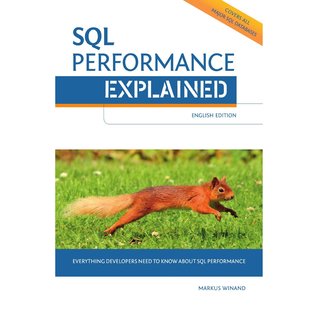 COVERS ALL
MAJOR SQL DATABASES
SQL
PERFORMANCE
EXPLAINED
ENGLISH EDITION
EVERYTHING DEVELOPERS NEED TO KNOW ABOUT SQL PERFORMANCE
MARKUS WINAND